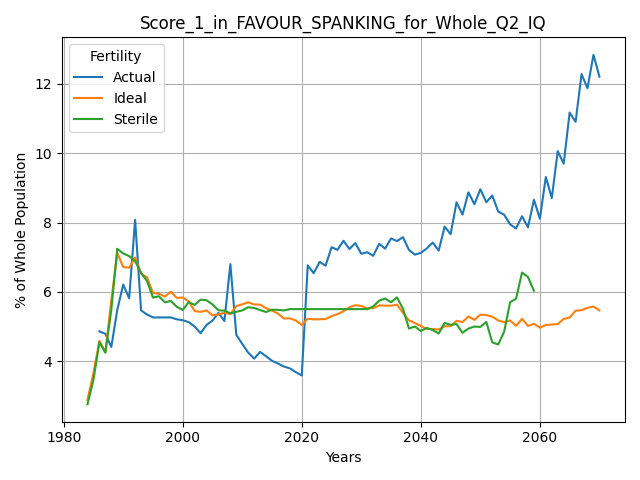 Score_1_in_FAVOUR_SPANKING_for_Whole_Q2_IQ
Fertility
Actual
Ideal
Sterile
% of Whole Population
12
10
8
6
4
1980
2000
2020
2040
2060
Years